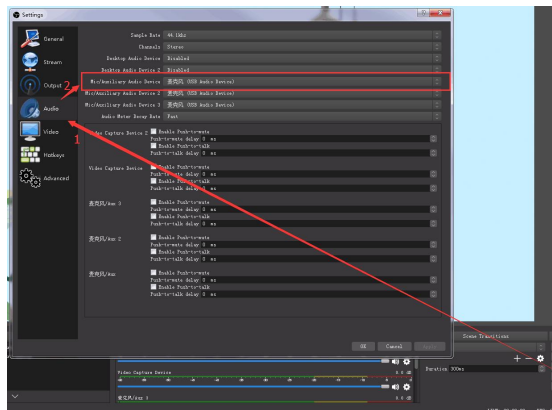 Settings
General
Stream
Output
Audio
Video
Hotkeys
Advanced
2
1
Sample Rate 44.1khz
Channels Stereo
Desktop Audio Device Disabled
Desktop Audio Device 2 Disabled
Mic/Auxiliary Audio Device 麦克风 (USB Audio Device)
Mic/Auxiliary Audio Device 2 麦克风 (USB Audio Device)
Mic/Auxiliary Audio Device 3 麦克风 (USB Audio Device)
Audio Meter Decay Rate Fast
Video Capture Device 2 Enable Push-to-mute
Push-to-mute delay 0 ms
Enable Push-to-talk
Push-to-talk delay 0 ms
Video Capture Device Enable Push-to-mute
Push-to-mute delay 0 ms
Enable Push-to-talk
Push-to-talk delay 0 ms
麦克风/Aux 3 Enable Push-to-mute
Push-to-mute delay 0 ms
Enable Push-to-talk
Push-to-talk delay 0 ms
麦克风/Aux 2 Enable Push-to-mute
Push-to-mute delay 0 ms
Enable Push-to-talk
Push-to-talk delay 0 ms
麦克风/Aux Enable Push-to-mute
Push-to-mute delay 0 ms
Enable Push-to-talk
Push-to-talk delay 0 ms
OK Cancel Apply
Scene Transitions
Duration 300ms
Video Capture Device 0.0 dB
麦克风/Aux 3 0.0 dB